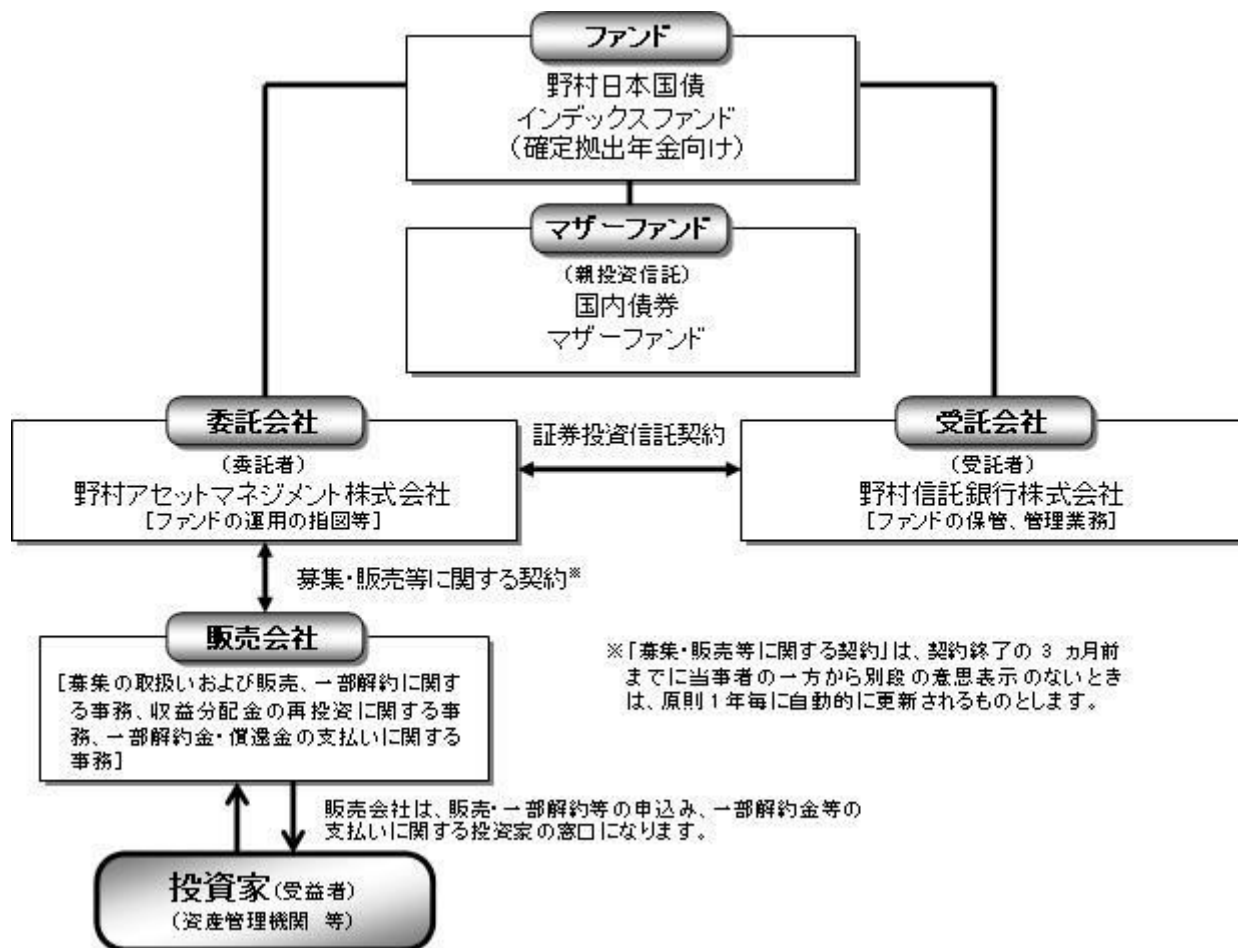 ファンド
野村日本国債
インデックスファンド
(確定拠出年金向け)
マザーファンド
(親投資信託)
国内債券
マザーファンド
委託会社
(委託者)
野村アセットマネジメント株式会社
[ファンドの運用の指図等]
証券投資信託契約
受託会社
(受託者)
野村信託銀行株式会社
[ファンドの保管、管理業務]
募集・販売等に関する契約※
販売会社
[募集の取扱いおよび販売、一部解約に関す
る事務、収益分配金の再投資に関する事
務、一部解約金・償還金の支払いに関する
事務]
※「募集・販売等に関する契約」は、契約終了の 3 ヵ月前
までに当事者の一方から別段の意思表示のないとき
は、原則 1 年毎に自動的に更新されるものとします。
販売会社は、販売・一部解約等の申込み、一部解約金等の
支払いに関する投資家の窓口になります。
投資家(受益者)
(資産管理機関 等)